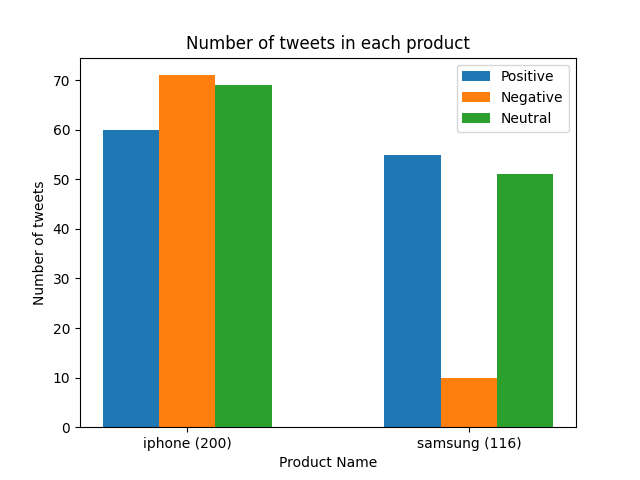 Number of tweets in each product
Positive
Negative
Neutral
70
60
50
40
30
20
10
0
Number of tweets
iphone (200)
samsung (116)
Product Name